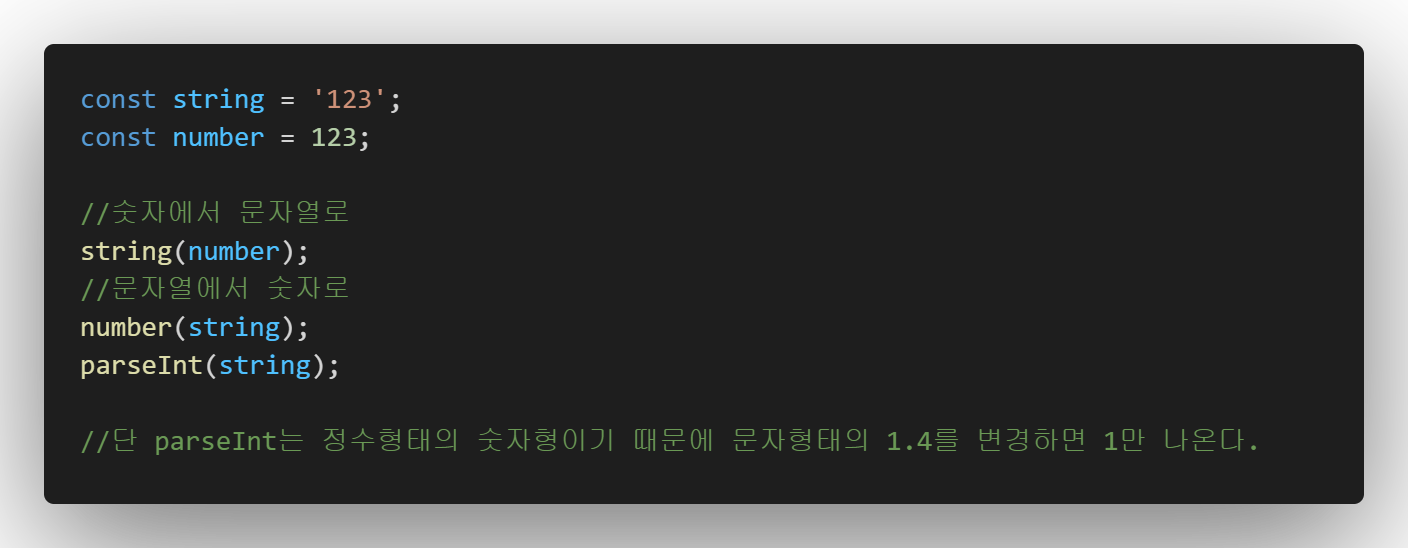 const string = '123';
const number = 123;
//숫자에서 문자열로
string(number);
//문자열에서 숫자로
number(string);
parseInt(string);
//단 parseInt는 정수형태의 숫자형이기 때문에 문자형태의 1.4를 변경하면 1만 나온다.